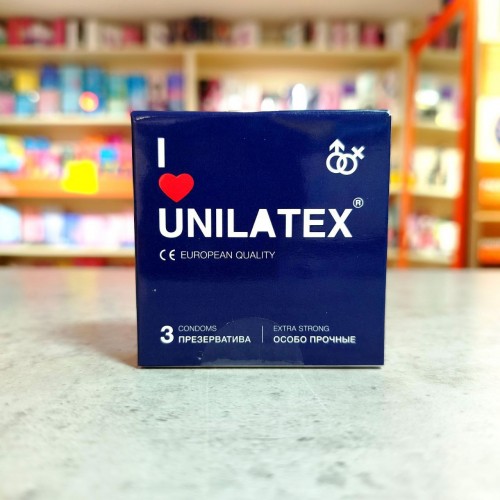 I
UNILATEX®
CE EUROPEAN QUALITY
3 CONDOMS
ПРЕЗЕРВАТИВА
EXTRA STRONG
ОСОБО ПРОЧНЫЕ